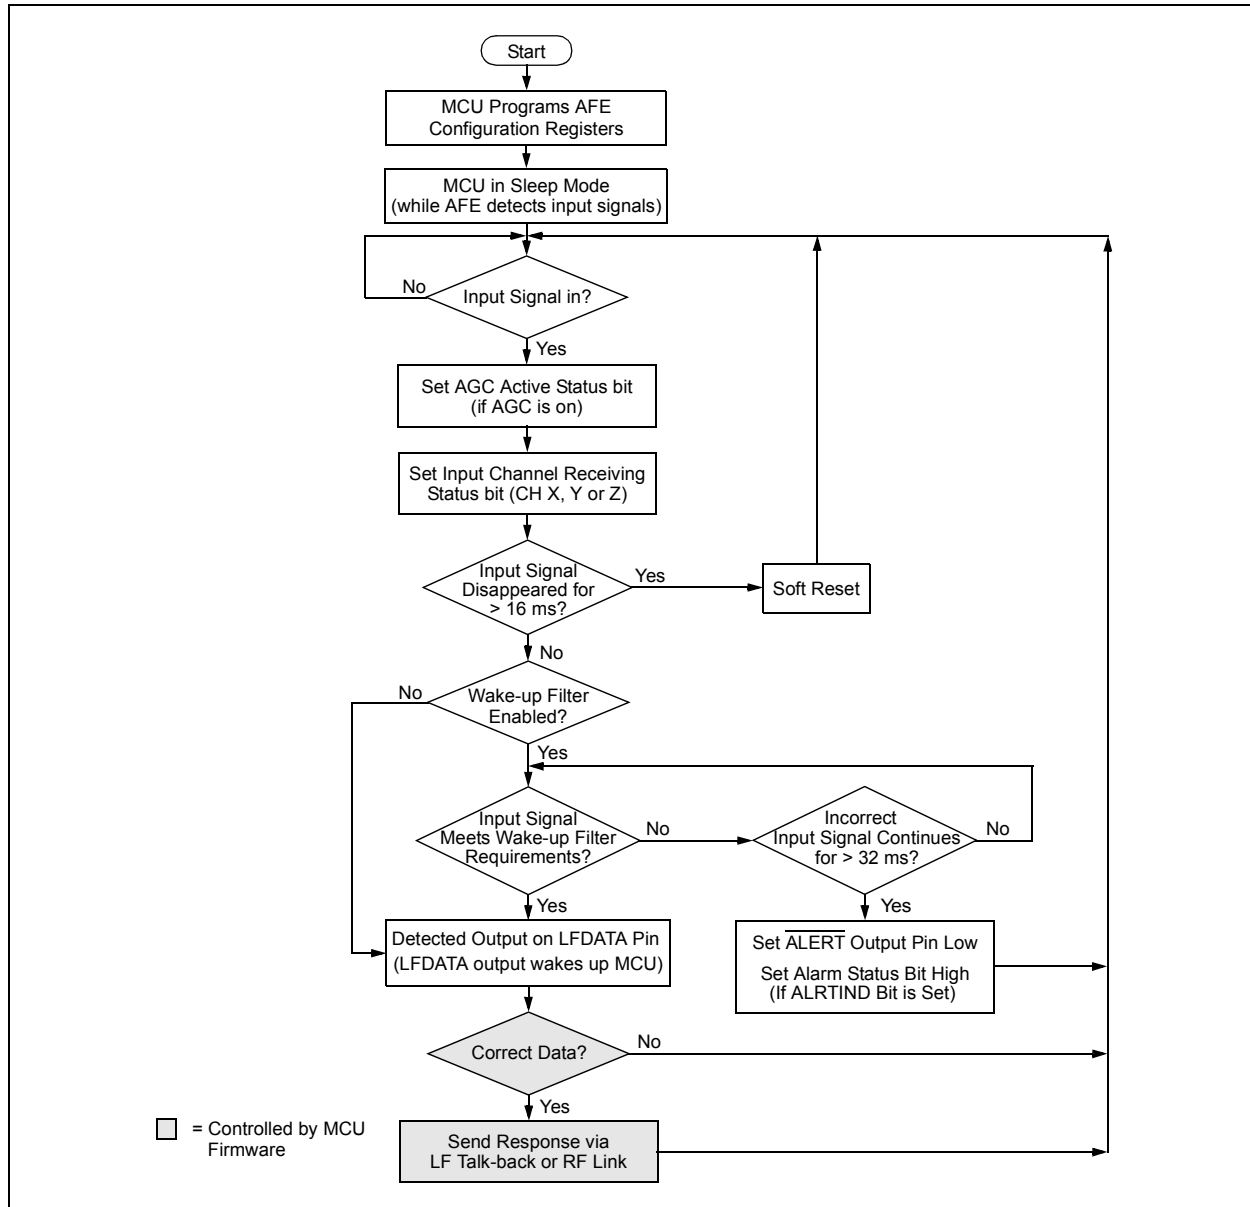 Start
MCU Programs AFE
Configuration Registers
MCU in Sleep Mode
(while AFE detects input signals)
No
Input Signal in?
Yes
Set AGC Active Status bit
(if AGC is on)
Set Input Channel Receiving
Status bit (CH X, Y or Z)
Input Signal
Disappeared for
> 16 ms?
Yes
Soft Reset
No
No
Wake-up Filter
Enabled?
Yes
Input Signal
Meets Wake-up Filter
Requirements?
No
Incorrect
Input Signal Continues
for > 32 ms?
No
Yes
Yes
Detected Output on LFDATA Pin
(LFDATA output wakes up MCU)
Set ALERT Output Pin Low
Set Alarm Status Bit High
(If ALRTIND Bit is Set)
Correct Data?
No
Yes
= Controlled by MCU
Firmware
Send Response via
LF Talk-back or RF Link